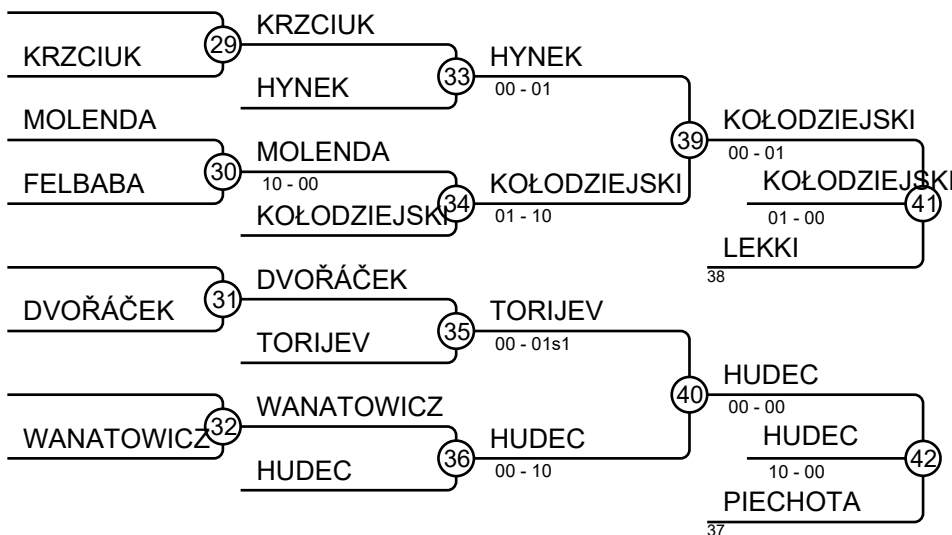 KRZCIUK
29
KRZCIUK
HYNEK
33
HYNEK
00 - 01
MOLENDA
FELBABA
30
MOLENDA
10 - 00
KOŁODZIEJSKI
34
KOŁODZIEJSKI
01 - 10
39
KOŁODZIEJSKI
00 - 01
KOŁODZIEJSKI
01 - 00
41
LEKKI
38
DVOŘÁČEK
31
DVOŘÁČEK
TORIJEV
35
TORIJEV
00 - 01s1
WANATOWICZ
32
WANATOWICZ
HUDEC
36
HUDEC
00 - 10
40
HUDEC
00 - 00
HUDEC
10 - 00
42
PIECHOTA
37